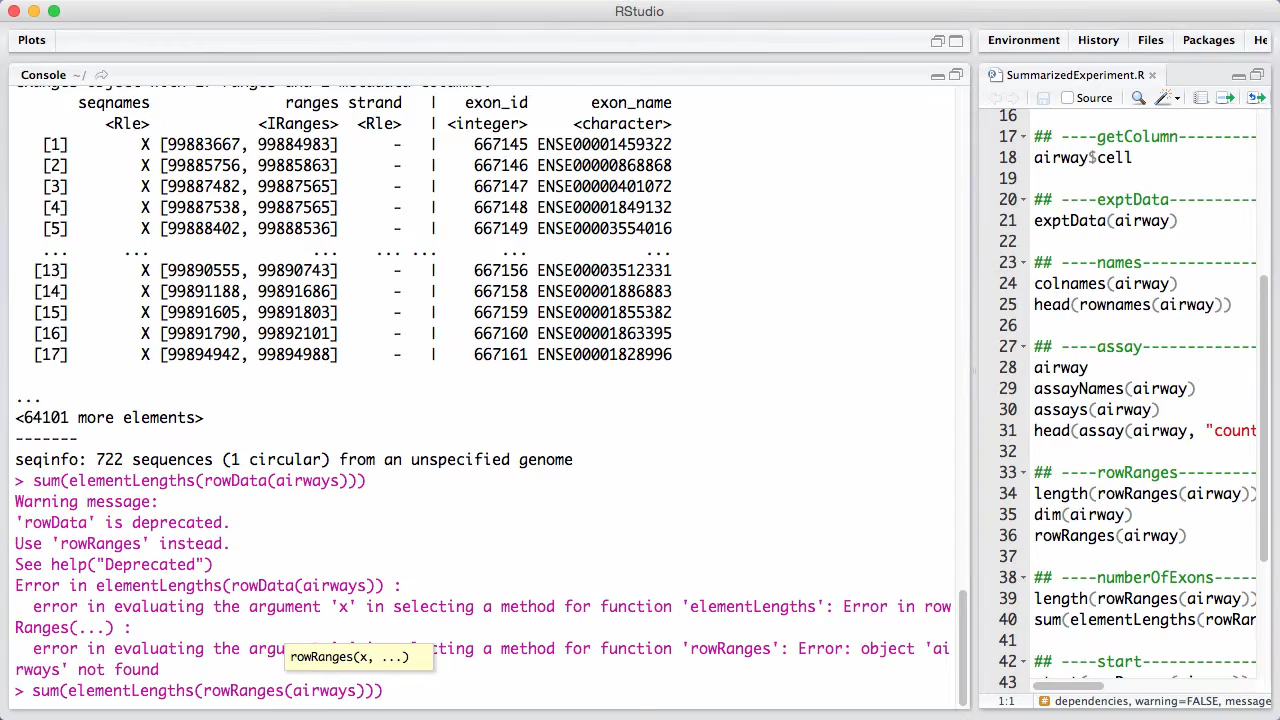 RStudio
Plots
Console ~/
seqnames ranges strand | exon_id exon_name
<Rle> <IRanges> <Rle> | <integer> <character>
[1] X [99883667, 99884983] - | 667145 ENSE00001459322
[2] X [99885756, 99885863] - | 667146 ENSE00000868868
[3] X [99887482, 99887565] - | 667147 ENSE00000401072
[4] X [99887538, 99887565] - | 667148 ENSE00001849132
[5] X [99888402, 99888536] - | 667149 ENSE00003554016
... ... ... ... ... ... ...
[13] X [99890555, 99890743] - | 667156 ENSE00003512331
[14] X [99891188, 99891686] - | 667158 ENSE00001886883
[15] X [99891605, 99891803] - | 667159 ENSE00001855382
[16] X [99891790, 99892101] - | 667160 ENSE00001863395
[17] X [99894942, 99894988] - | 667161 ENSE00001828996
...
<64101 more elements>
-------
seqinfo: 722 sequences (1 circular) from an unspecified genome
> sum(elementLengths(rowData(airways)))
Warning message:
'rowData' is deprecated.
Use 'rowRanges' instead.
See help("Deprecated")
Error in elementLengths(rowData(airways)) :
error in evaluating the argument 'x' in selecting a method for function 'elementLengths': Error in row
Ranges(...) :
error in evaluating the argu
cting a method for function 'rowRanges': Error: object 'ai
rowRanges(x, ...)
rways' not found
> sum(elementLengths(rowRanges(airways)))
Environment History Files Packages He
SummarizedExperiment.R
Source
16
17 ## ----getColumn---------
18 airway$cell
19
20 ## ----exptData----------
21 exptData(airway)
22
23 ## ----names-------------
24 colnames(airway)
25 head(rownames(airway))
26
27 ## ----assay-------------
28 airway
29 assayNames(airway)
30 assays(airway)
31 head(assay(airway, "count
32
33 ## ----rowRanges---------
34 length(rowRanges(airway))
35 dim(airway)
36 rowRanges(airway)
37
38 ## ----numberOfExons-----
39 length(rowRanges(airway))
40 sum(elementLengths(rowRan
41
42 ## ----start-------------
43
1:1 # dependencies, warning=FALSE, message